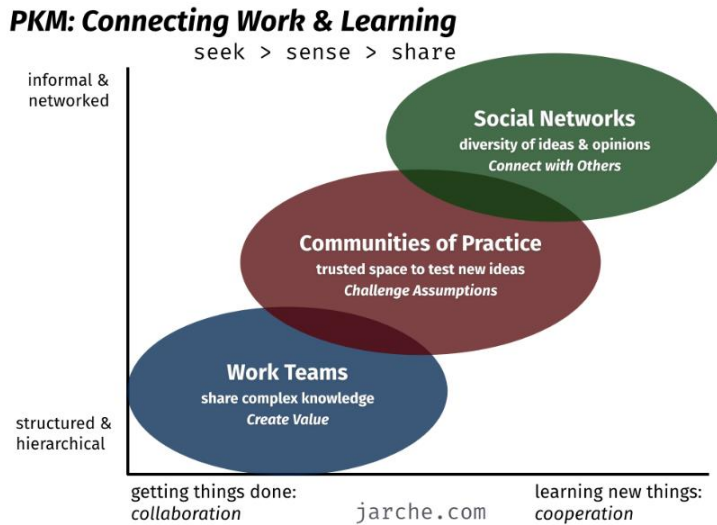 PKM: Connecting Work & Learning
seek > sense > share
informal &
networked
Social Networks
diversity of ideas & opinions
Connect with Others
Communities of Practice
trusted space to test new ideas
Challenge Assumptions
Work Teams
share complex knowledge
Create Value
structured &
hierarchical
getting things done:
collaboration
jarche.com
learning new things:
cooperation